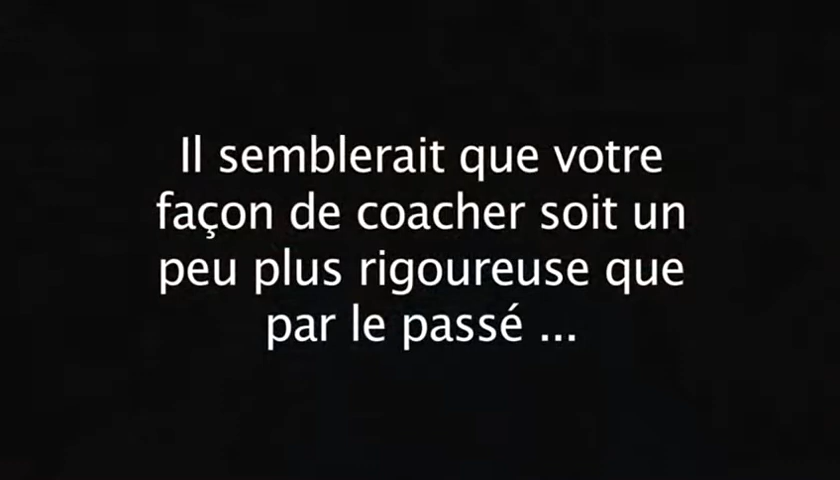 Il semblerait que votre
façon de coacher soit un
peu plus rigoureuse que
par le passé ...